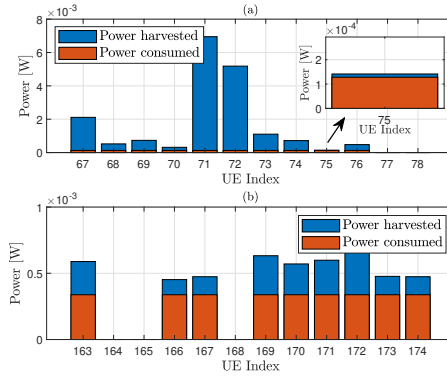 (a)
×10⁻³
8
6
4
2
0
Power [W]
Power harvested
Power consumed
×10⁻⁴
2
1
0
Power [W]
75
UE Index
67 68 69 70 71 72 73 74 75 76 77 78
UE Index
(b)
×10⁻³
1
0.5
0
Power [W]
Power harvested
Power consumed
163 164 165 166 167 168 169 170 171 172 173 174
UE Index